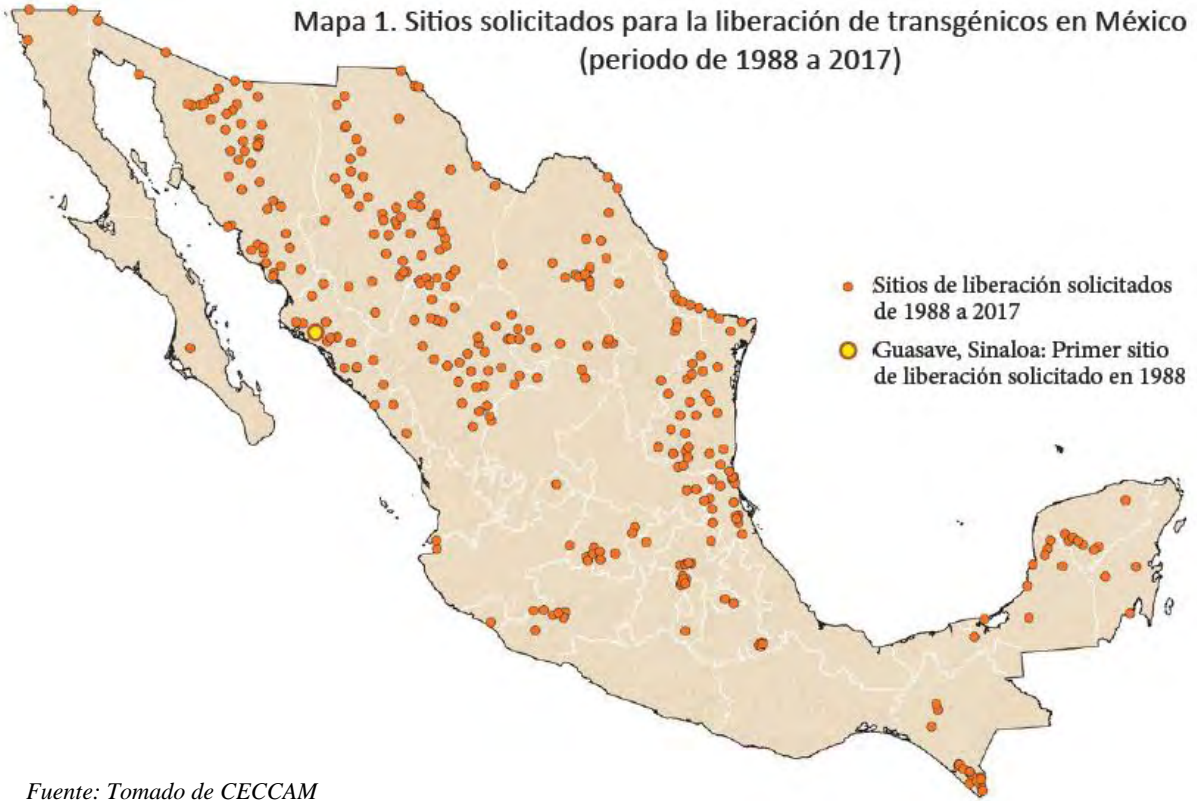 Mapa 1. Sitios solicitados para la liberación de transgénicos en México
(periodo de 1988 a 2017)
Sitios de liberación solicitados
de 1988 a 2017
Guasave, Sinaloa: Primer sitio
de liberación solicitado en 1988
Fuente: Tomado de CECCAM